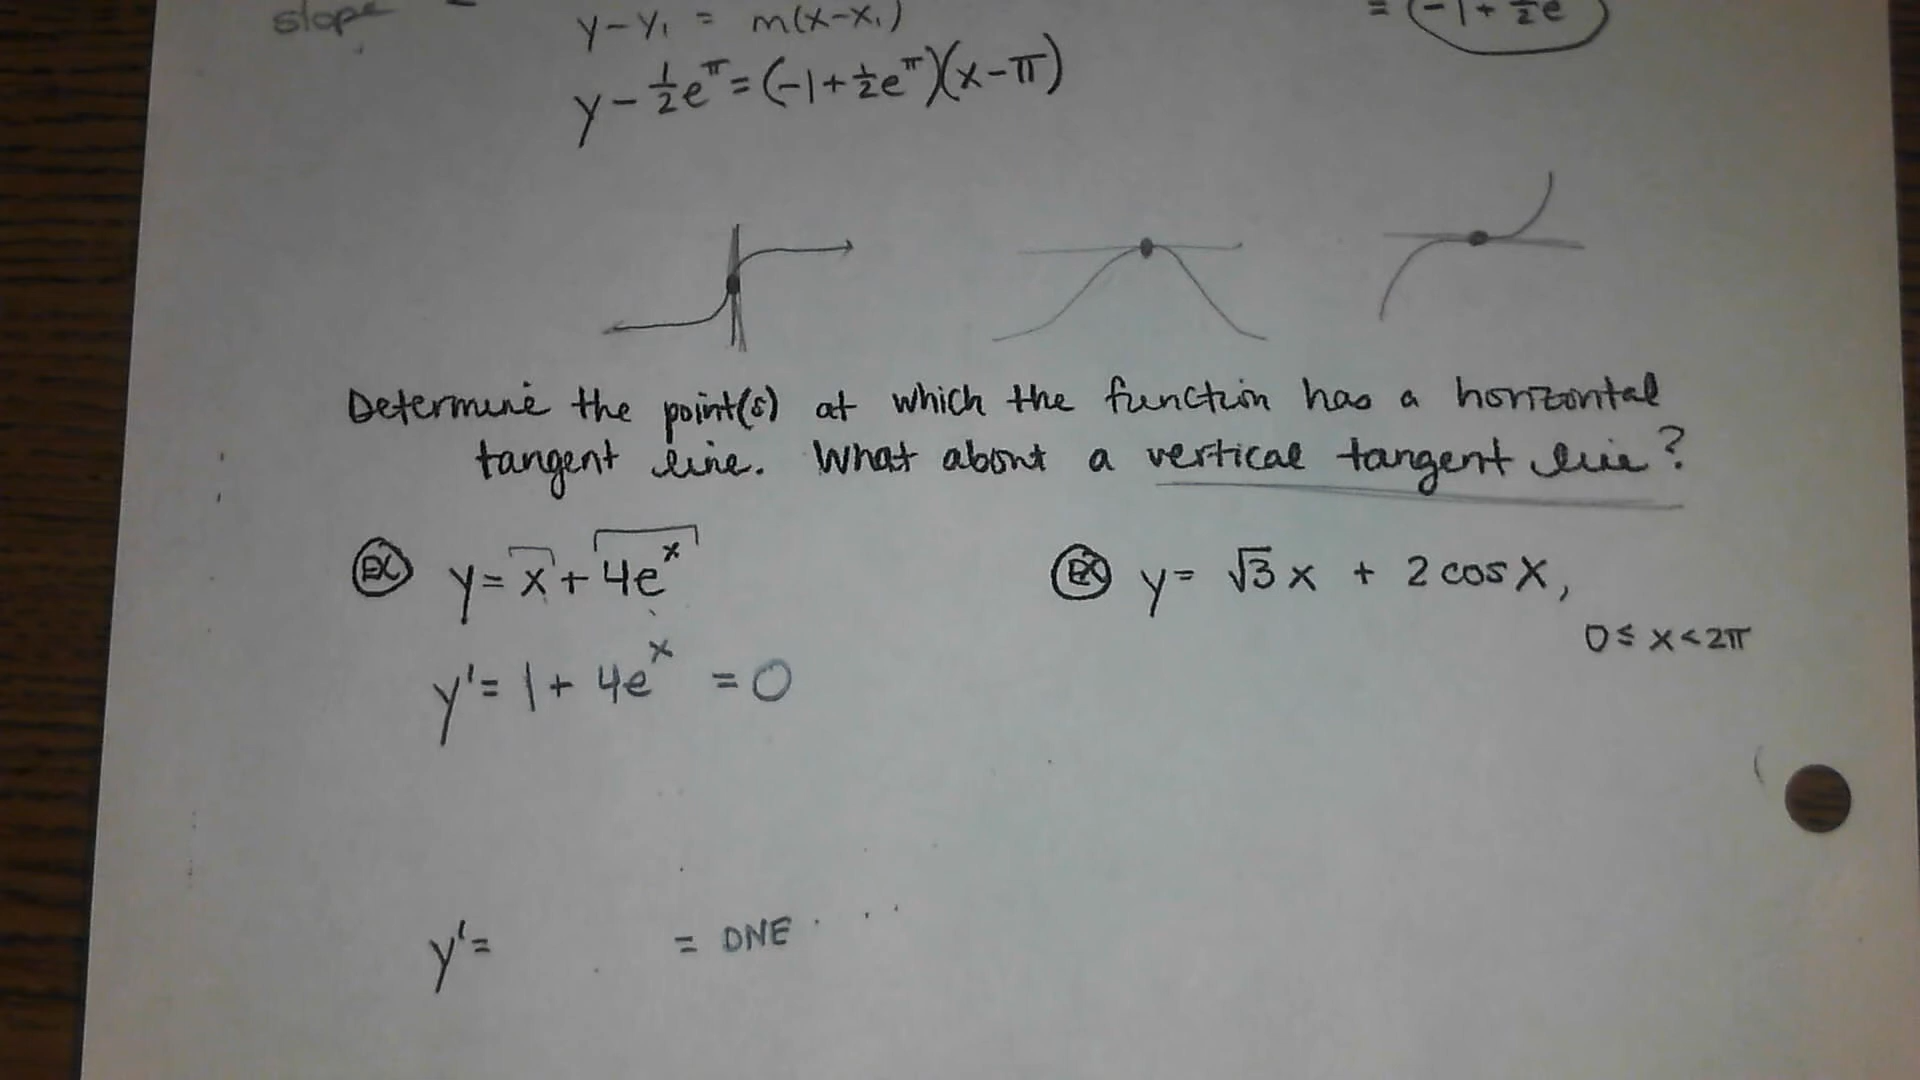 slope
y-y₁ = m(x-x₁)
= (-1 + ½e
y - ½e^π = (-1 + ½e^π)(x-π)
Determine the point(s) at which the function has a horizontal
tangent line. What about a vertical tangent line?
EX y = x + 4e^x
EX y = √3 x + 2 cos x,
0 ≤ x < 2π
y' = 1 + 4e^x = 0
y' = = DNE